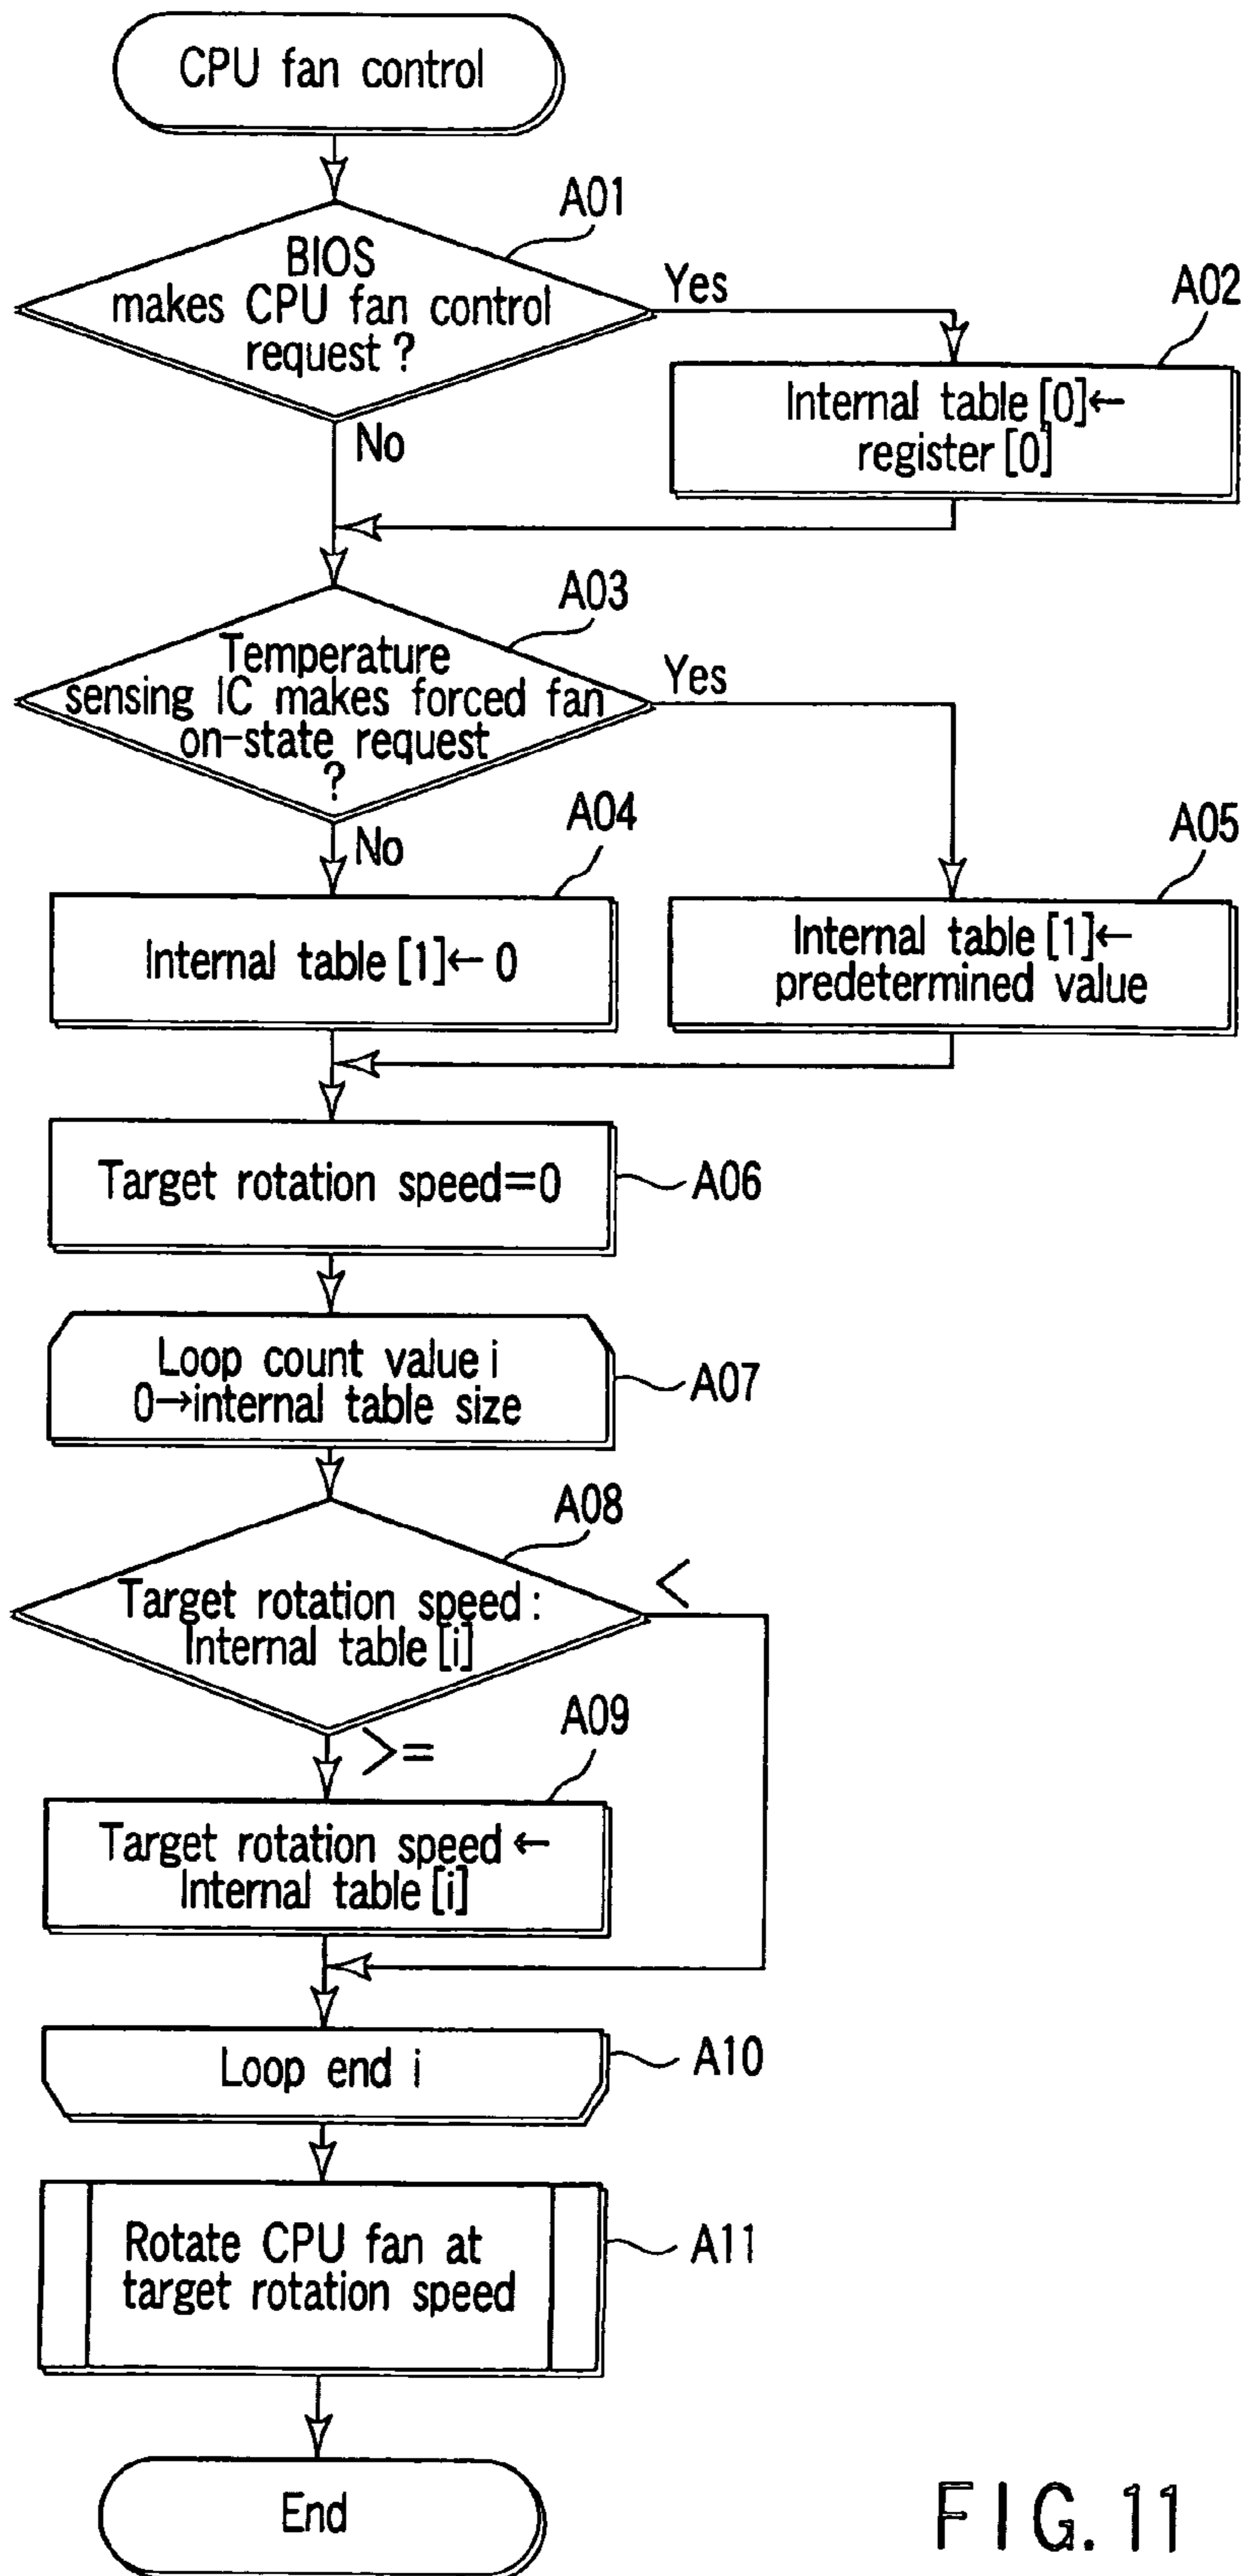 CPU fan control
A01
BIOS
makes CPU fan control
request ?
Yes
A02
Internal table [0]←
register [0]
No
A03
Temperature
sensing IC makes forced fan
on-state request
?
Yes
No
A04
A05
Internal table [1]← 0
Internal table [1]←
predetermined value
Target rotation speed=0
A06
Loop count value i
0→internal table size
A07
A08
Target rotation speed :
Internal table [i]
<
>=
A09
Target rotation speed ←
Internal table [i]
Loop end i
A10
Rotate CPU fan at
target rotation speed
A11
End
FIG. 11